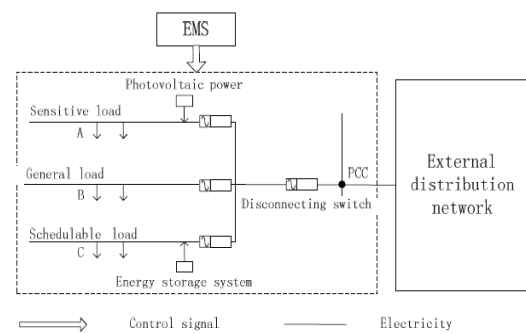 EMS
Photovoltaic power
Sensitive load
A
General load
B
Schedulable load
C
Energy storage system
Disconnecting switch
PCC
External
distribution
network
Control signal
Electricity